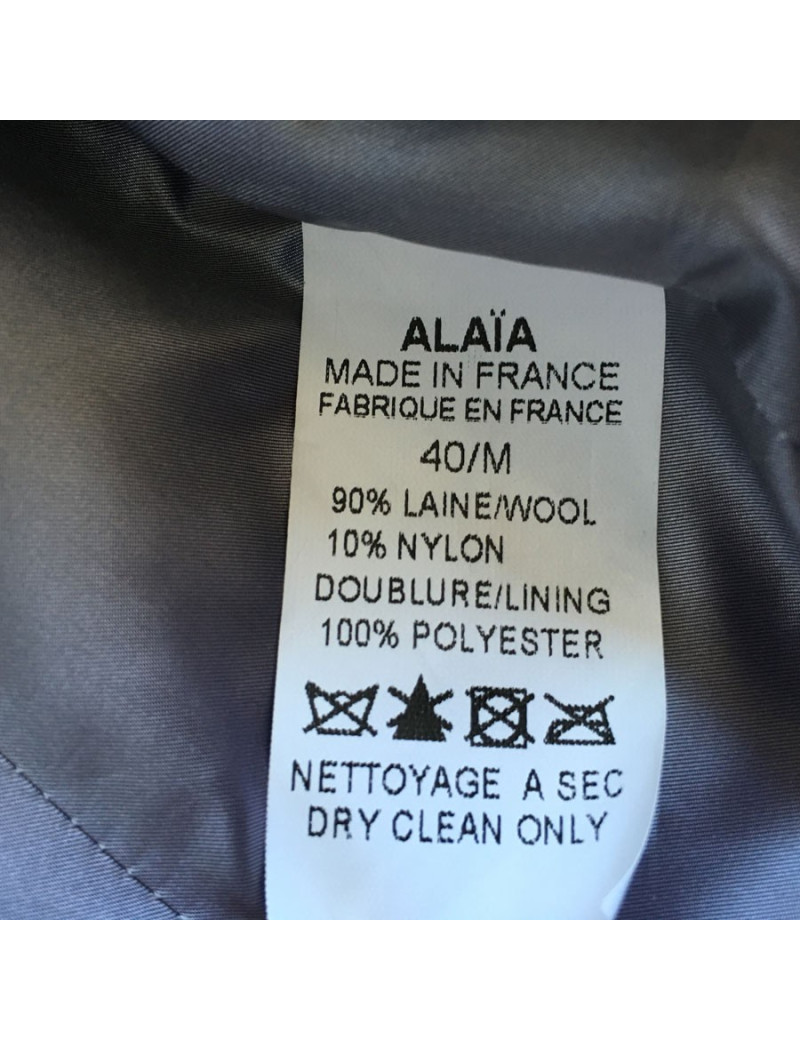 ALAÏA
MADE IN FRANCE
FABRIQUE EN FRANCE
40/M
90% LAINE/WOOL
10% NYLON
DOUBLURE/LINING
100% POLYESTER
NETTOYAGE A SEC
DRY CLEAN ONLY